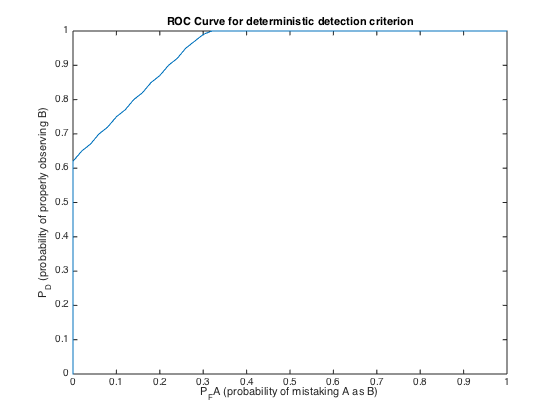 ROC Curve for deterministic detection criterion
1
0.9
0.8
0.7
0.6
0.5
0.4
0.3
0.2
0.1
0
P_D (probability of properly observing B)
0 0.1 0.2 0.3 0.4 0.5 0.6 0.7 0.8 0.9 1
P_FA (probability of mistaking A as B)